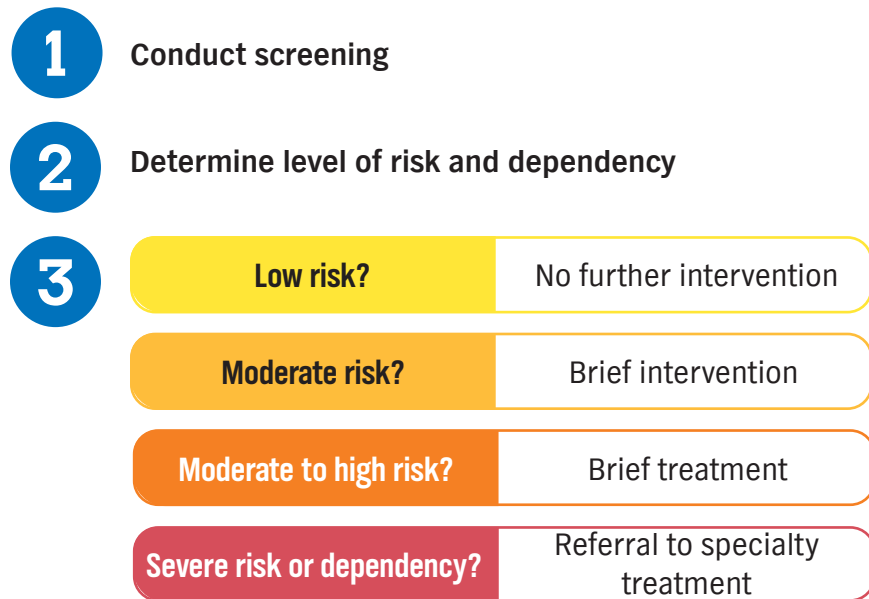 1 Conduct screening
2 Determine level of risk and dependency
3
Low risk? No further intervention
Moderate risk? Brief intervention
Moderate to high risk? Brief treatment
Severe risk or dependency? Referral to specialty
treatment